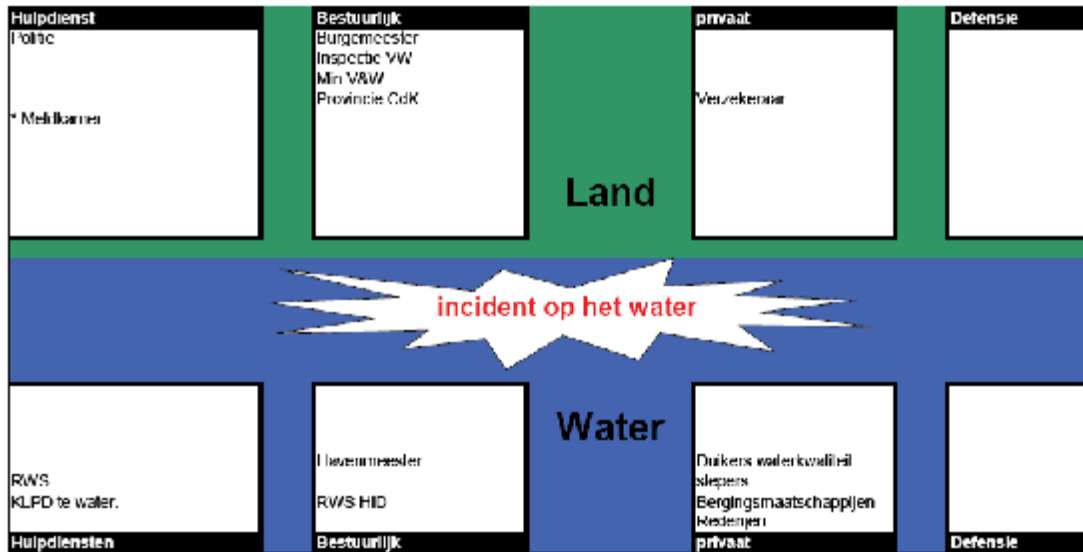 Hulpdienst
Politie
* Meldkamer
Bestuurlijk
Burgemeester
Inspectie VW
Min V&W
Provincie CdK
privaat
Verzekeraar
Defensie
Land
incident op het water
Water
RWS
KLPD te water.
Hulpdiensten
Havenmeester
RWS HID
Bestuurlijk
Duikers waterkwaliteit
slepers
Bergingsmaatschappijen
Rederijen
privaat
Defensie